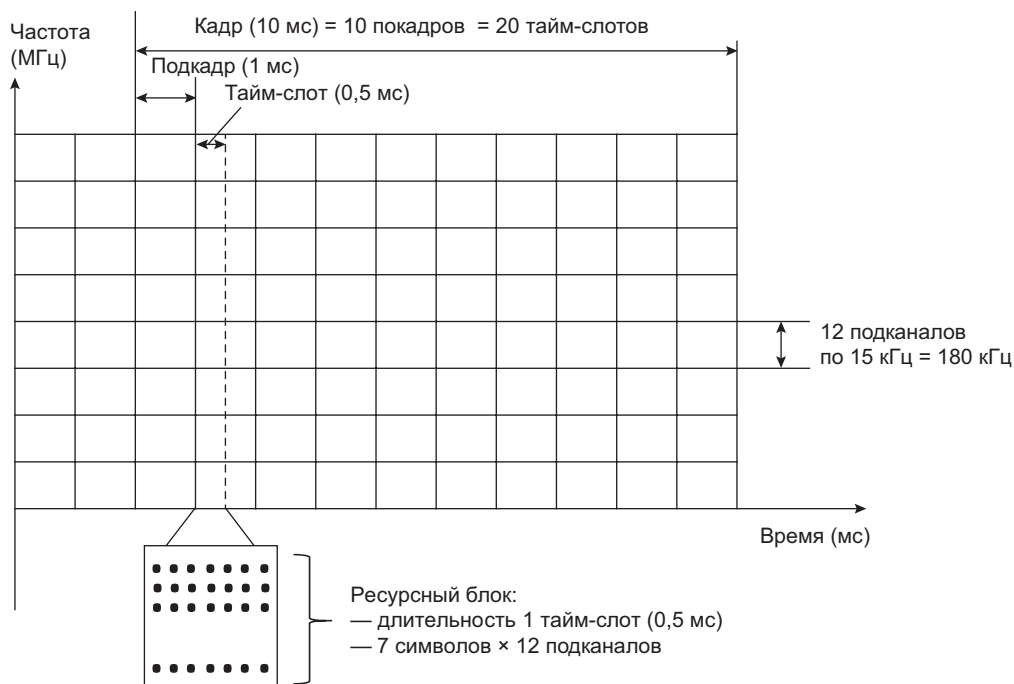 Частота
(МГц)
Кадр (10 мс) = 10 покадров = 20 тайм-слотов
Подкадр (1 мс)
Тайм-слот (0,5 мс)
12 подканалов
по 15 кГц = 180 кГц
Время (мс)
Ресурсный блок:
— длительность 1 тайм-слот (0,5 мс)
— 7 символов × 12 подканалов